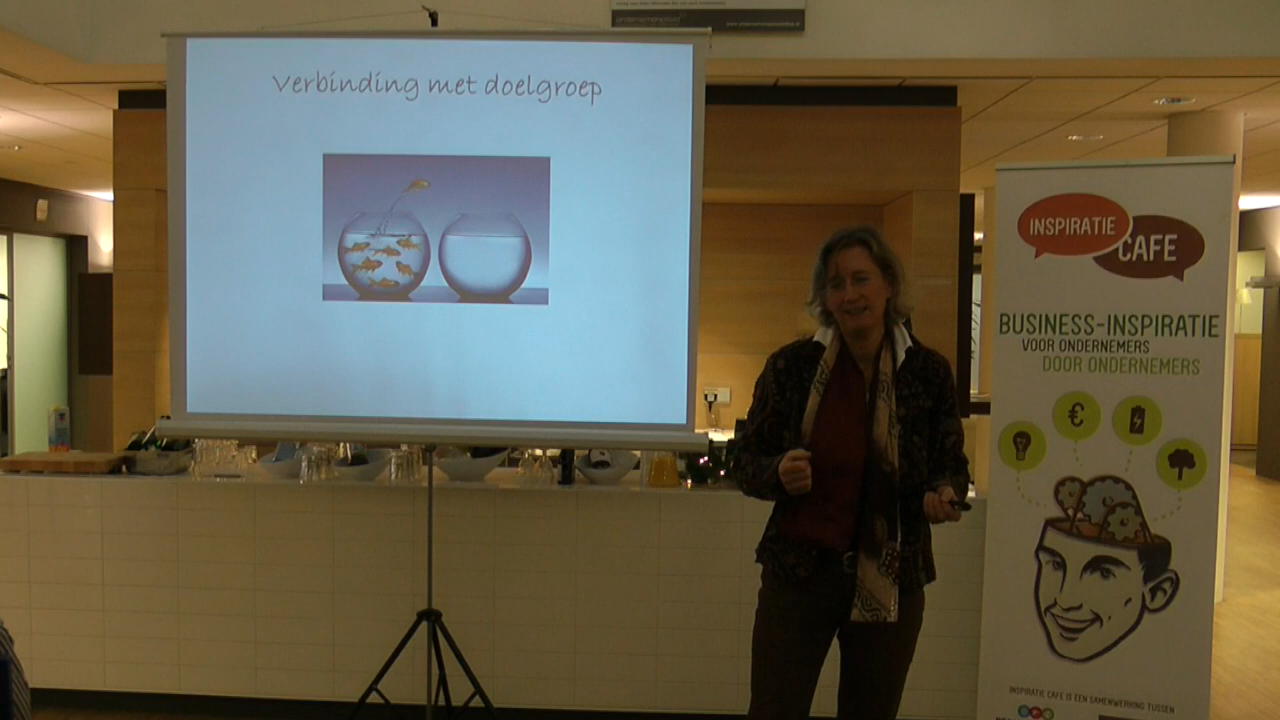 Verbinding met doelgroep
INSPIRATIE
CAFE
BUSINESS-INSPIRATIE
VOOR ONDERNEMERS
DOOR ONDERNEMERS
€
INSPIRATIE CAFE IS EEN SAMENWERKING TUSSEN